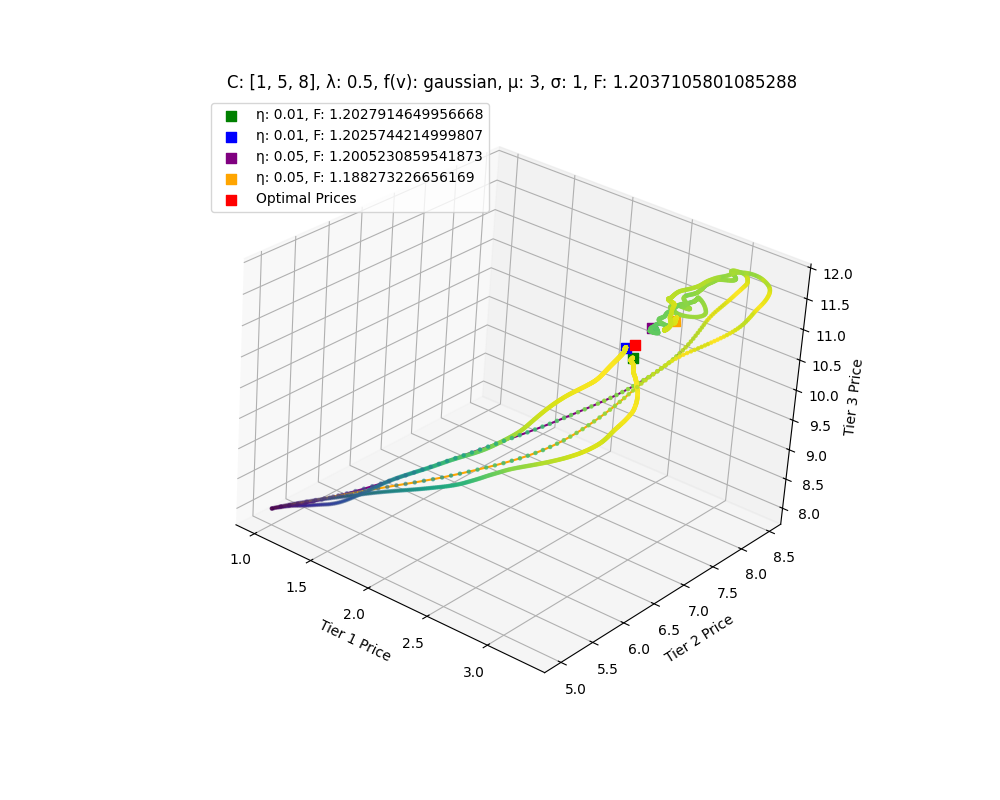 C: [1, 5, 8], λ: 0.5, f(v): gaussian, μ: 3, σ: 1, F: 1.2037105801085288
η: 0.01, F: 1.2027914649956668
η: 0.01, F: 1.2025744214999807
η: 0.05, F: 1.2005230859541873
η: 0.05, F: 1.188273226656169
Optimal Prices
12.0
11.5
11.0
10.5
10.0
9.5
9.0
8.5
8.0
Tier 3 Price
1.0
1.5
2.0
2.5
3.0
Tier 1 Price
5.0
5.5
6.0
6.5
7.0
7.5
8.0
8.5
Tier 2 Price